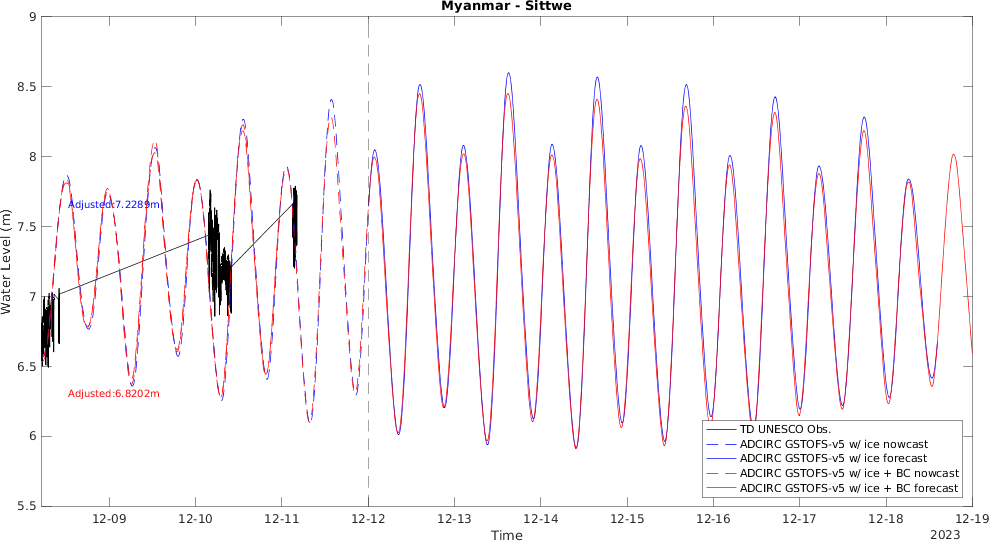 Myanmar - Sittwe
9
8.5
8
7.5
7
6.5
6
5.5
Water Level (m)
Adjusted:7.2289m
Adjusted:6.8202m
TD UNESCO Obs.
ADCIRC GSTOFS-v5 w/ ice nowcast
ADCIRC GSTOFS-v5 w/ ice forecast
ADCIRC GSTOFS-v5 w/ ice + BC nowcast
ADCIRC GSTOFS-v5 w/ ice + BC forecast
12-09 12-10 12-11 12-12 12-13 12-14 12-15 12-16 12-17 12-18 12-19
Time
2023